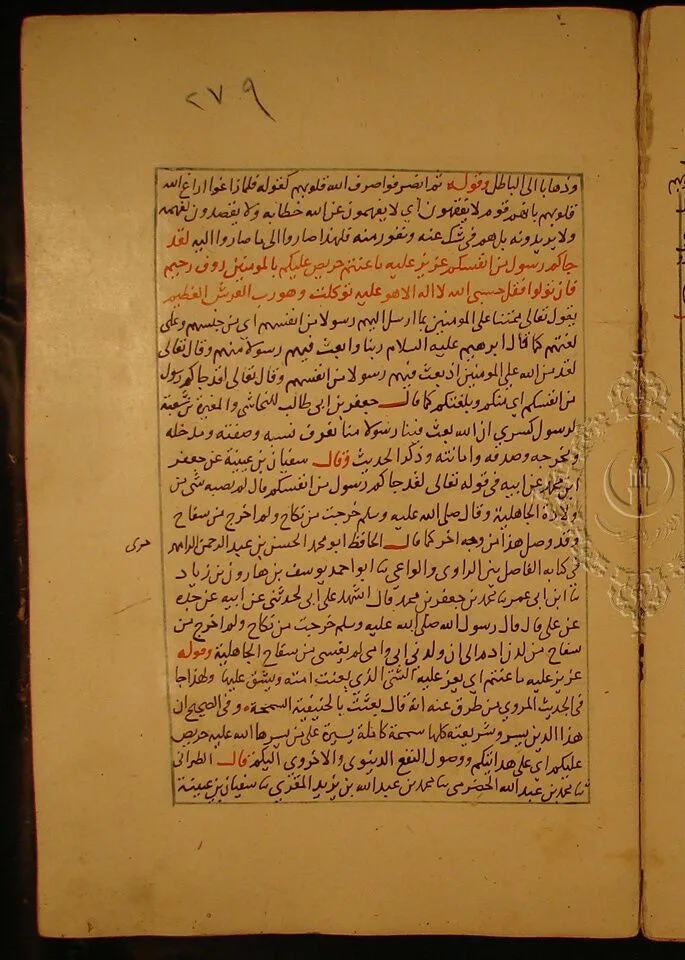 ٢٧٩
وذهابا الى الباطل وقوله ثم انصرفوا صرف الله قلوبهم كقوله فلما زاغوا ازاغ الله
قلوبهم بانهم قوم لا يفقهون اي لا يفهمون عن الله خطابه ولا يقصدون لفهمه
ولا يريدونه بل هم في شك عنه ونفور منه فلهذا صاروا الى ما صاروا اليه لقد
جاكم رسول من انفسكم عزيز عليه ما عنتم حريص عليكم بالمومنين روف رحيم
فان تولوا فقل حسبي الله لا اله الا هو عليه توكلت وهو رب العرش العظيم
يقول تعالى ممتنا على المومنين بما ارسل اليهم رسولا من انفسهم اي من جنسهم وعلى
لغتهم كما قال ابرهيم عليه السلام ربنا وابعث فيهم رسولا منهم وقال تعالى
لقد من الله على المومنين اذ بعث فيهم رسولا من انفسهم وقال تعالى لقد جاكم رسول
من انفسكم اي منكم وبلغتكم كما قال جعفر بن ابي طالب للنجاشي والمغيرة بن شعبة
لرسول كسرى ان الله بعث فينا رسولا منا نعرف نسبه وصفته ومدخله
ومخرجه وصدقه وامانته وذكر الحديث وقال سفيان بن عيينة عن جعفر
ابن محمد عن ابيه في قوله تعالى لقد جاكم رسول من انفسكم قال لم يصبه شي من
ولادة الجاهلية وقال صلى الله عليه وسلم خرجت من نكاح ولم اخرج من سفاح
وقد وصل هذا من وجه اخر كما قال الحافظ ابو محمد الحسن بن عبد الرحمن الرامهر
مزى
في كتابه الفاصل بين الراوي والواعي ثنا ابو احمد يوسف بن هارون بن زياد
ثنا ابن ابي عمر ثنا محمد بن جعفر بن محمد قال اشهد على ابي لحدثني عن ابيه عن جده
عن علي قال قال رسول الله صلى الله عليه وسلم خرجت من نكاح ولم اخرج من
سفاح من لدن ادم الى ان ولدني ابي وامي لم يمسسني من سفاح الجاهلية وقوله
عزيز عليه ما عنتم اي يعز عليه الشي الذي يعنت امته ويشق عليها ولهذا جا
في الحديث المروي من طرق عنه انه قال بعثت بالحنيفية السمحة وفي الصحيح ان
هذا الدين يسر وشريعته كلها سمحة كاملة يسيرة على من يسرها الله عليه حريص
عليكم اي على هدايتكم ووصول النفع الدنيوي والاخروي اليكم قال الطبراني
ثنا محمد بن عبد الله الحضرمي ثنا محمد بن عبد الله بن يزيد المقري ثنا سفيان بن عيينة